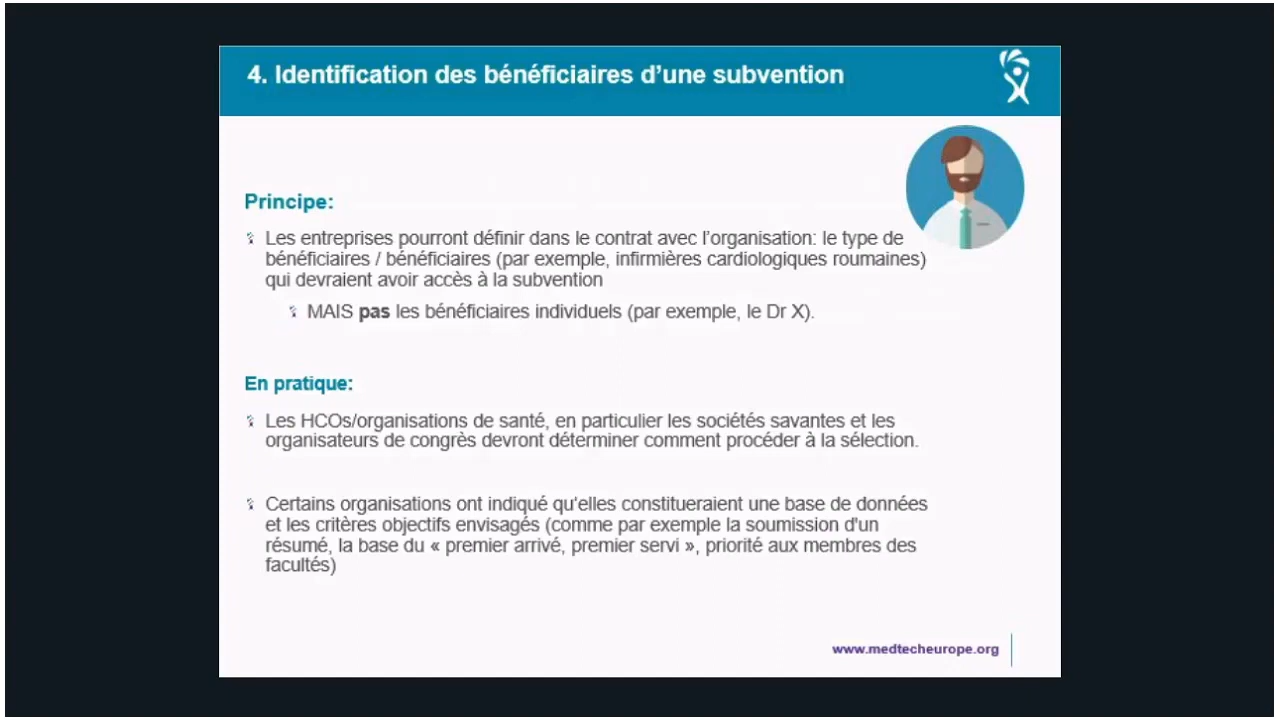 4. Identification des bénéficiaires d’une subvention
Principe:
Les entreprises pourront définir dans le contrat avec l’organisation: le type de
bénéficiaires / bénéficiaires (par exemple, infirmières cardiologiques roumaines)
qui devraient avoir accès à la subvention
MAIS pas les bénéficiaires individuels (par exemple, le Dr X).
En pratique:
Les HCOs/organisations de santé, en particulier les sociétés savantes et les
organisateurs de congrès devront déterminer comment procéder à la sélection.
Certains organisations ont indiqué qu'elles constitueraient une base de données
et les critères objectifs envisagés (comme par exemple la soumission d'un
résumé, la base du « premier arrivé, premier servi », priorité aux membres des
facultés)
www.medtecheurope.org